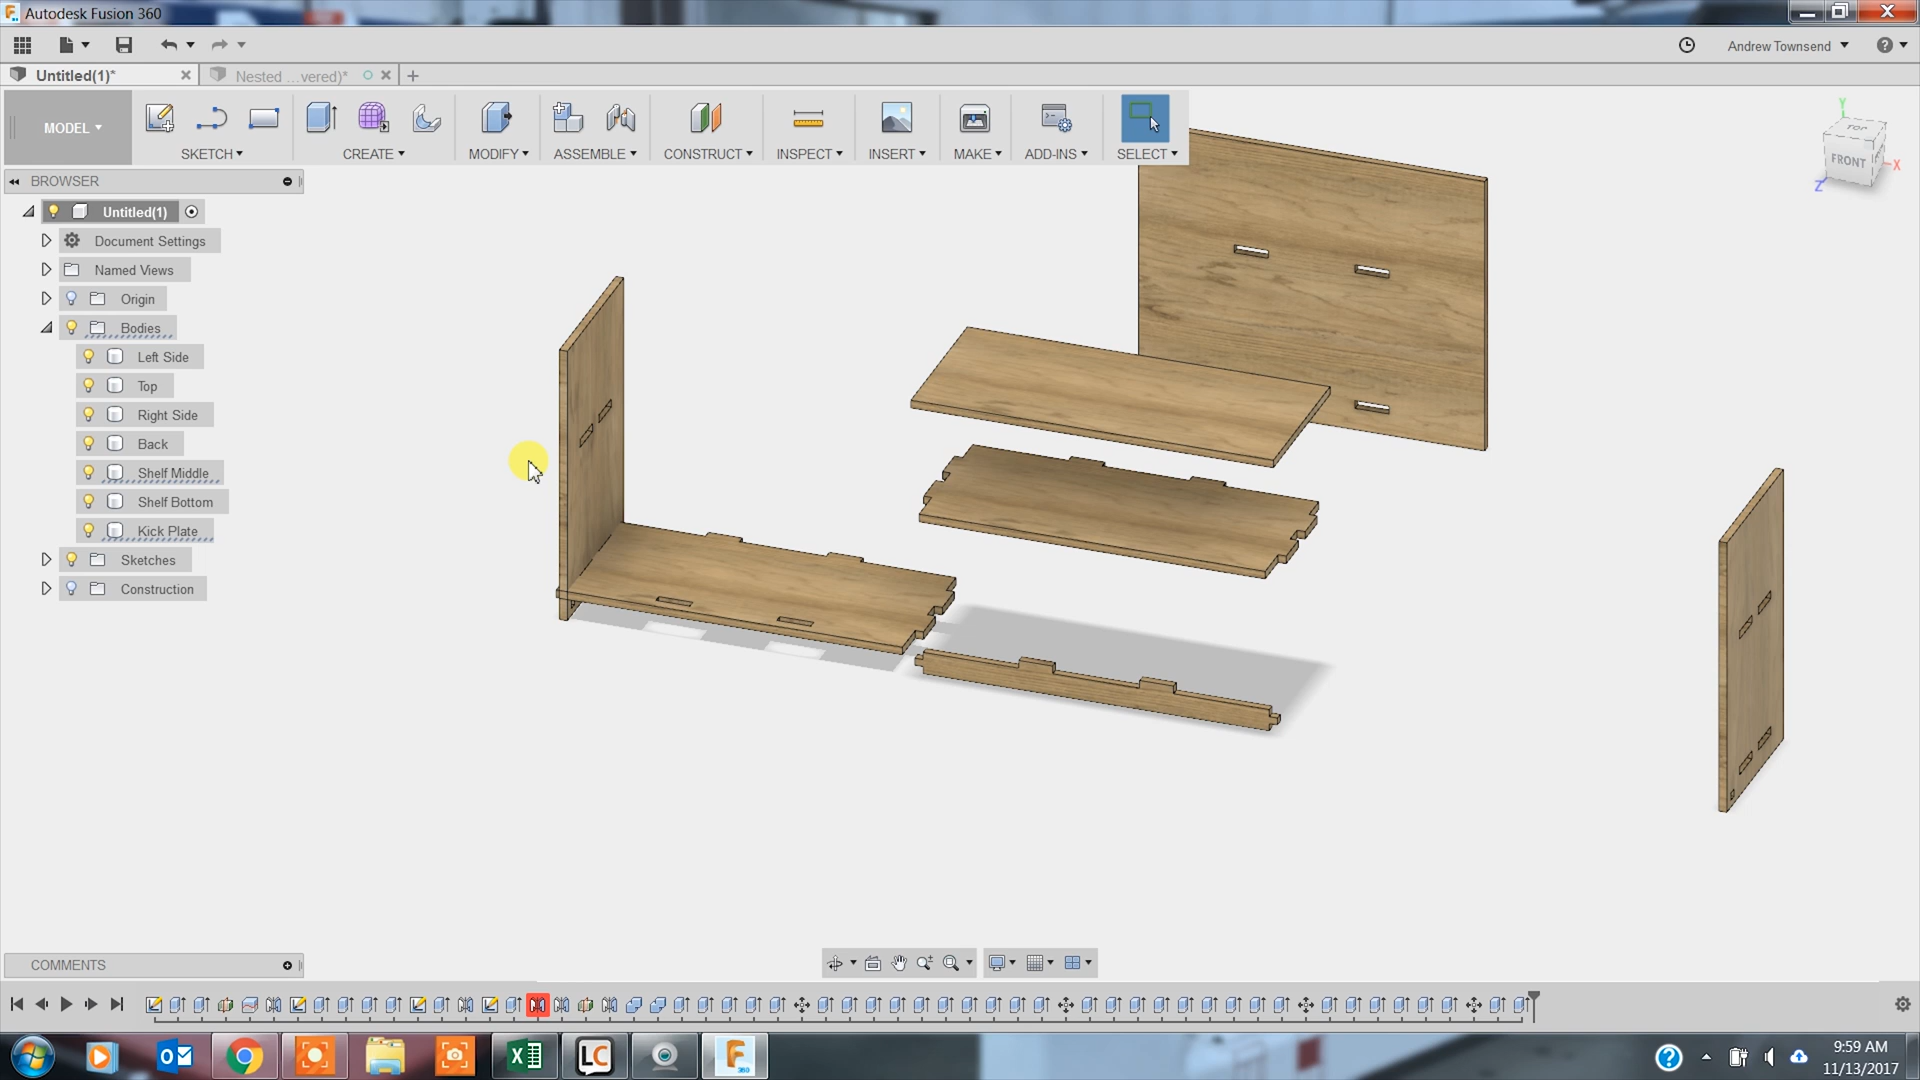 Autodesk Fusion 360
Andrew Townsend
Untitled(1)*
Nested ...vered)*
MODEL
SKETCH
CREATE
MODIFY
ASSEMBLE
CONSTRUCT
INSPECT
INSERT
MAKE
ADD-INS
SELECT
Y
TOP
FRONT
X
Z
BROWSER
Untitled(1)
Document Settings
Named Views
Origin
Bodies
Left Side
Top
Right Side
Back
Shelf Middle
Shelf Bottom
Kick Plate
Sketches
Construction
COMMENTS
LC
360
9:59 AM
11/13/2017